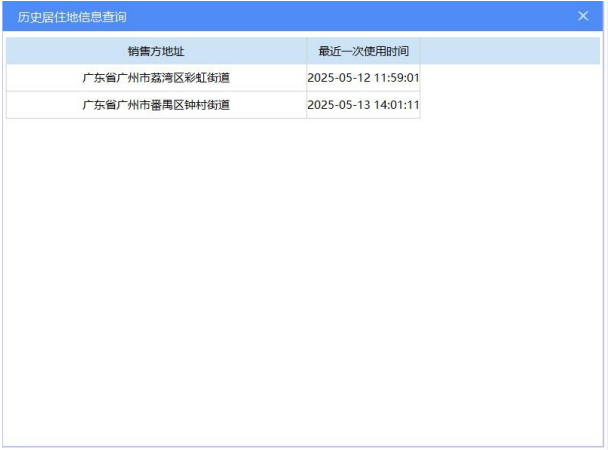 历史居住地信息查询
销售方地址 最近一次使用时间
广东省广州市荔湾区彩虹街道 2025-05-12 11:59:01
广东省广州市番禺区钟村街道 2025-05-13 14:01:11